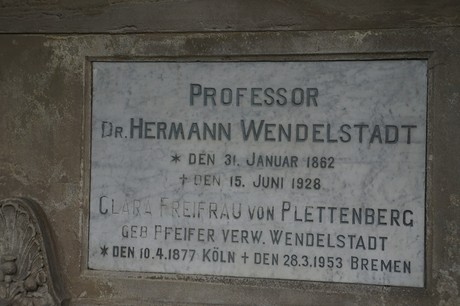 PROFESSOR
DR. HERMANN WENDELSTADT
* DEN 31. JANUAR 1862
† DEN 15. JUNI 1928
CLARA FREIFRAU VON PLETTENBERG
GEB PFEIFER VERW. WENDELSTADT
* DEN 10.4.1877 KÖLN † DEN 28.3.1953 BREMEN